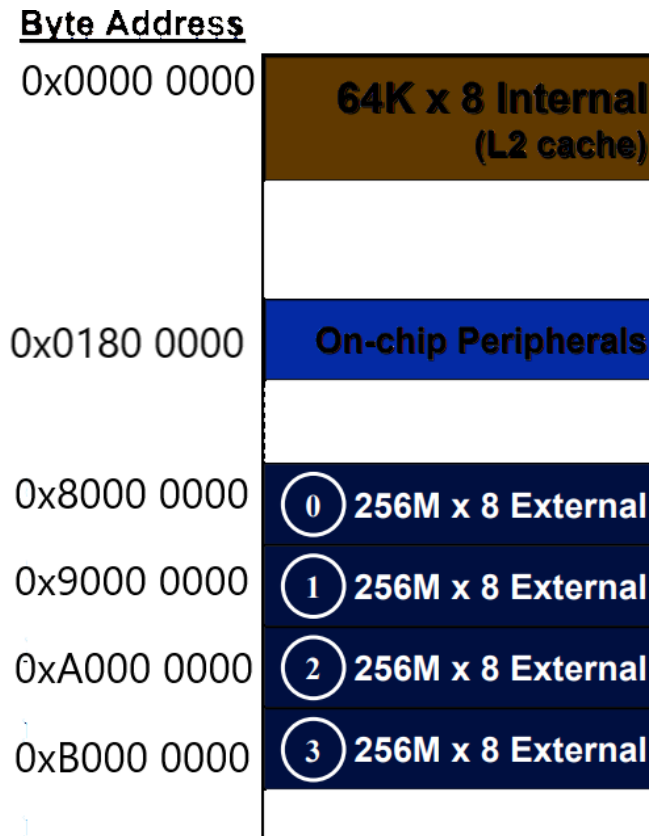 Byte Address
0x0000 0000
64K x 8 Internal
(L2 cache)
0x0180 0000
On-chip Peripherals
0x8000 0000
0 256M x 8 External
0x9000 0000
1 256M x 8 External
0xA000 0000
2 256M x 8 External
0xB000 0000
3 256M x 8 External